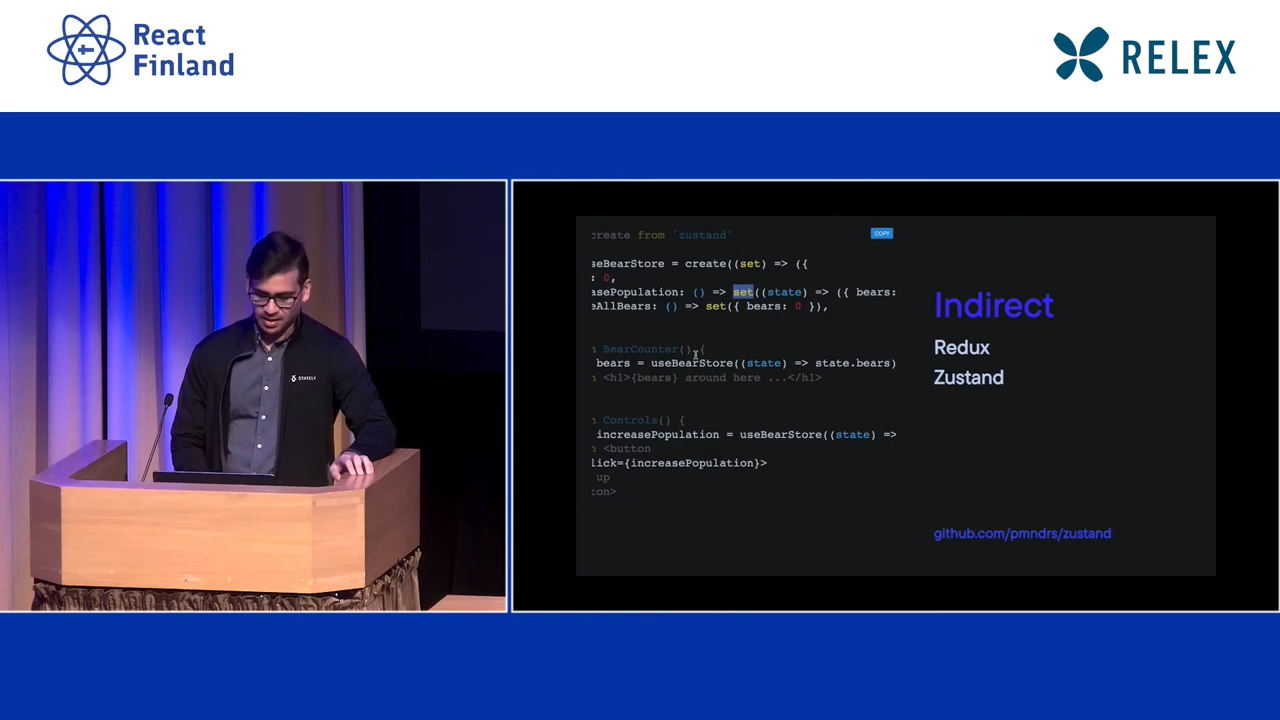 React
Finland
RELEX
STATELY
create from 'zustand'
COPY
seBearStore = create((set) => ({
: 0,
asePopulation: () => set((state) => ({ bears:
eAllBears: () => set({ bears: 0 }),
n BearCounter() {
bears = useBearStore((state) => state.bears)
n <h1>{bears} around here ...</h1>
n Controls() {
increasePopulation = useBearStore((state) =>
n <button
lick={increasePopulation}>
up
ton>
Indirect
Redux
Zustand
github.com/pmndrs/zustand